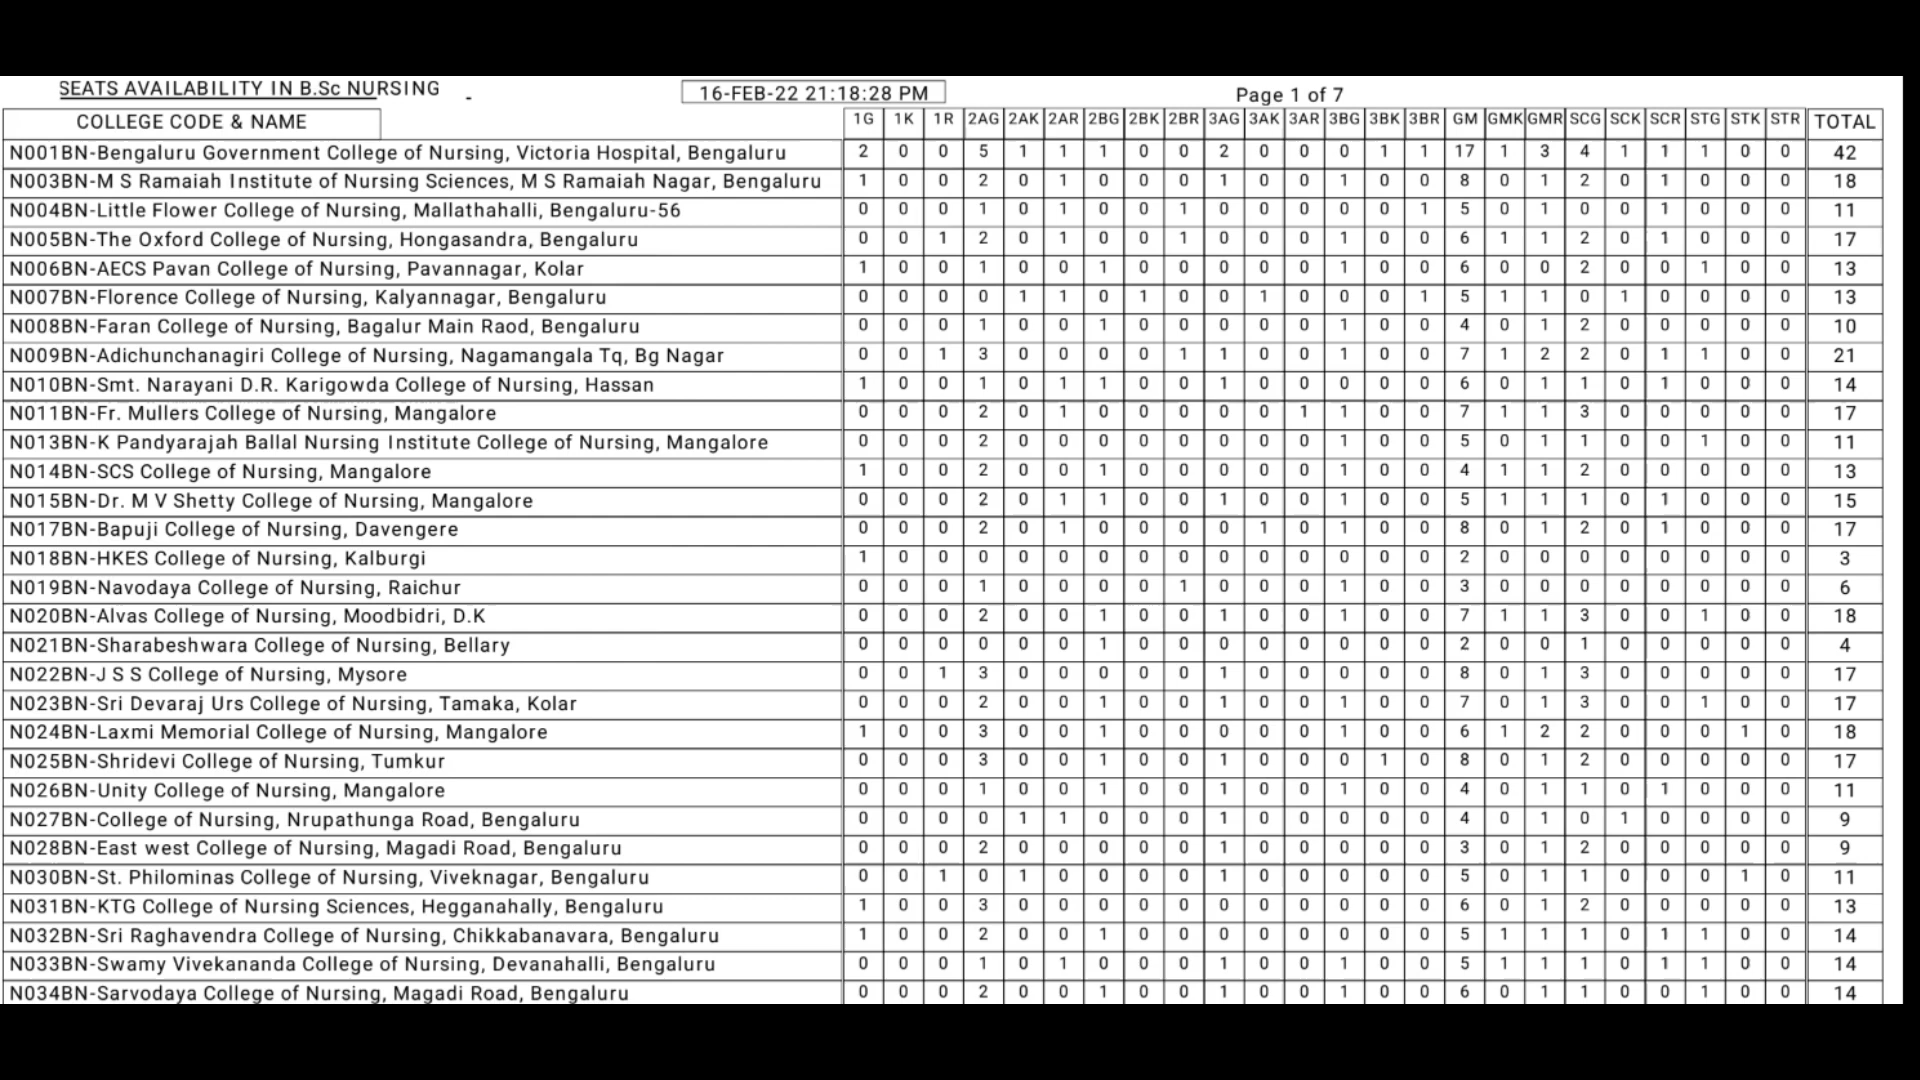 SEATS AVAILABILITY IN B.Sc NURSING - 16-FEB-22 21:18:28 PM Page 1 of 7
COLLEGE CODE & NAME 1G 1K 1R 2AG 2AK 2AR 2BG 2BK 2BR 3AG 3AK 3AR 3BG 3BK 3BR GM GMK GMR SCG SCK SCR STG STK STR TOTAL
N001BN-Bengaluru Government College of Nursing, Victoria Hospital, Bengaluru 2 0 0 5 1 1 1 0 0 2 0 0 0 1 1 17 1 3 4 1 1 1 0 0 42
N003BN-M S Ramaiah Institute of Nursing Sciences, M S Ramaiah Nagar, Bengaluru 1 0 0 2 0 1 0 0 0 1 0 0 1 0 0 8 0 1 2 0 1 0 0 0 18
N004BN-Little Flower College of Nursing, Mallathahalli, Bengaluru-56 0 0 0 1 0 1 0 0 1 0 0 0 0 0 1 5 0 1 0 0 1 0 0 0 11
N005BN-The Oxford College of Nursing, Hongasandra, Bengaluru 0 0 1 2 0 1 0 0 1 0 0 0 1 0 0 6 1 1 2 0 1 0 0 0 17
N006BN-AECS Pavan College of Nursing, Pavannagar, Kolar 1 0 0 1 0 0 1 0 0 0 0 0 1 0 0 6 0 0 2 0 0 1 0 0 13
N007BN-Florence College of Nursing, Kalyannagar, Bengaluru 0 0 0 0 1 1 0 1 0 0 1 0 0 0 1 5 1 1 0 1 0 0 0 0 13
N008BN-Faran College of Nursing, Bagalur Main Raod, Bengaluru 0 0 0 1 0 0 1 0 0 0 0 0 1 0 0 4 0 1 2 0 0 0 0 0 10
N009BN-Adichunchanagiri College of Nursing, Nagamangala Tq, Bg Nagar 0 0 1 3 0 0 0 0 1 1 0 0 1 0 0 7 1 2 2 0 1 1 0 0 21
N010BN-Smt. Narayani D.R. Karigowda College of Nursing, Hassan 1 0 0 1 0 1 1 0 0 1 0 0 0 0 0 6 0 1 1 0 1 0 0 0 14
N011BN-Fr. Mullers College of Nursing, Mangalore 0 0 0 2 0 1 0 0 0 0 0 1 1 0 0 7 1 1 3 0 0 0 0 0 17
N013BN-K Pandyarajah Ballal Nursing Institute College of Nursing, Mangalore 0 0 0 2 0 0 0 0 0 0 0 0 1 0 0 5 0 1 1 0 0 1 0 0 11
N014BN-SCS College of Nursing, Mangalore 1 0 0 2 0 0 1 0 0 0 0 0 1 0 0 4 1 1 2 0 0 0 0 0 13
N015BN-Dr. M V Shetty College of Nursing, Mangalore 0 0 0 2 0 1 1 0 0 1 0 0 1 0 0 5 1 1 1 0 1 0 0 0 15
N017BN-Bapuji College of Nursing, Davengere 0 0 0 2 0 1 0 0 0 0 1 0 1 0 0 8 0 1 2 0 1 0 0 0 17
N018BN-HKES College of Nursing, Kalburgi 1 0 0 0 0 0 0 0 0 0 0 0 0 0 0 2 0 0 0 0 0 0 0 0 3
N019BN-Navodaya College of Nursing, Raichur 0 0 0 1 0 0 0 0 1 0 0 0 1 0 0 3 0 0 0 0 0 0 0 0 6
N020BN-Alvas College of Nursing, Moodbidri, D.K 0 0 0 2 0 0 1 0 0 1 0 0 1 0 0 7 1 1 3 0 0 1 0 0 18
N021BN-Sharabeshwara College of Nursing, Bellary 0 0 0 0 0 0 1 0 0 0 0 0 0 0 0 2 0 0 1 0 0 0 0 0 4
N022BN-J S S College of Nursing, Mysore 0 0 1 3 0 0 0 0 0 1 0 0 0 0 0 8 0 1 3 0 0 0 0 0 17
N023BN-Sri Devaraj Urs College of Nursing, Tamaka, Kolar 0 0 0 2 0 0 1 0 0 1 0 0 1 0 0 7 0 1 3 0 0 1 0 0 17
N024BN-Laxmi Memorial College of Nursing, Mangalore 1 0 0 3 0 0 1 0 0 0 0 0 1 0 0 6 1 2 2 0 0 0 1 0 18
N025BN-Shridevi College of Nursing, Tumkur 0 0 0 3 0 0 1 0 0 1 0 0 0 1 0 8 0 1 2 0 0 0 0 0 17
N026BN-Unity College of Nursing, Mangalore 0 0 0 1 0 0 1 0 0 1 0 0 1 0 0 4 0 1 1 0 1 0 0 0 11
N027BN-College of Nursing, Nrupathunga Road, Bengaluru 0 0 0 0 1 1 0 0 0 1 0 0 0 0 0 4 0 1 0 1 0 0 0 0 9
N028BN-East west College of Nursing, Magadi Road, Bengaluru 0 0 0 2 0 0 0 0 0 1 0 0 0 0 0 3 0 1 2 0 0 0 0 0 9
N030BN-St. Philominas College of Nursing, Viveknagar, Bengaluru 0 0 1 0 1 0 0 0 0 1 0 0 0 0 0 5 0 1 1 0 0 0 1 0 11
N031BN-KTG College of Nursing Sciences, Hegganahally, Bengaluru 1 0 0 3 0 0 0 0 0 0 0 0 0 0 0 6 0 1 2 0 0 0 0 0 13
N032BN-Sri Raghavendra College of Nursing, Chikkabanavara, Bengaluru 1 0 0 2 0 0 1 0 0 0 0 0 0 0 0 5 1 1 1 0 1 1 0 0 14
N033BN-Swamy Vivekananda College of Nursing, Devanahalli, Bengaluru 0 0 0 1 0 1 0 0 0 1 0 0 1 0 0 5 1 1 1 0 1 1 0 0 14
N034BN-Sarvodaya College of Nursing, Magadi Road, Bengaluru 0 0 0 2 0 0 1 0 0 1 0 0 1 0 0 6 0 1 1 0 0 1 0 0 14